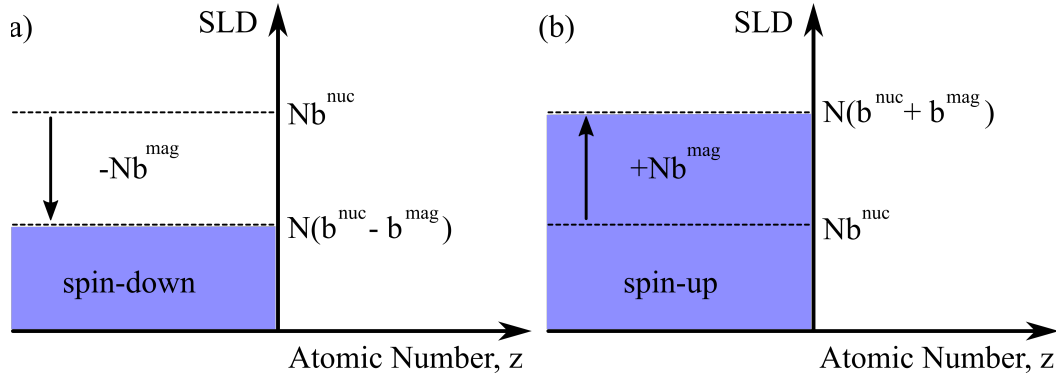 a)
SLD
Nb^nuc
-Nb^mag
N(b^nuc - b^mag)
spin-down
Atomic Number, z
(b)
SLD
N(b^nuc + b^mag)
+Nb^mag
Nb^nuc
spin-up
Atomic Number, z